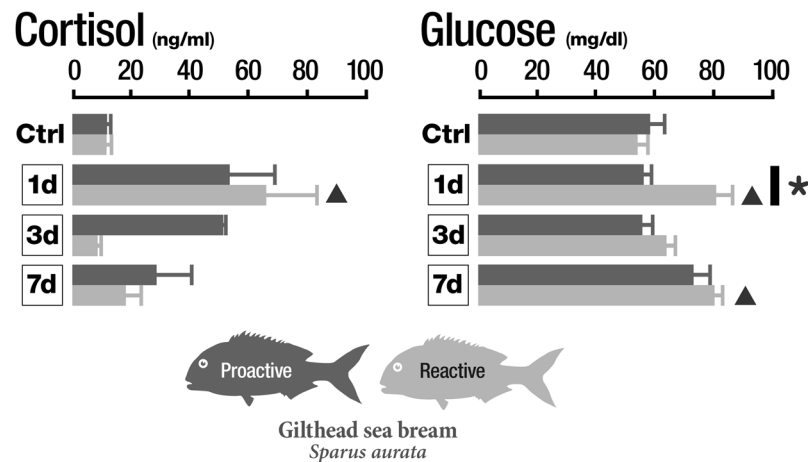 Cortisol (ng/ml)
0 20 40 60 80 100
Ctrl
1d
3d
7d
Glucose (mg/dl)
0 20 40 60 80 100
Ctrl
1d
*
3d
7d
Proactive
Reactive
Gilthead sea bream
Sparus aurata